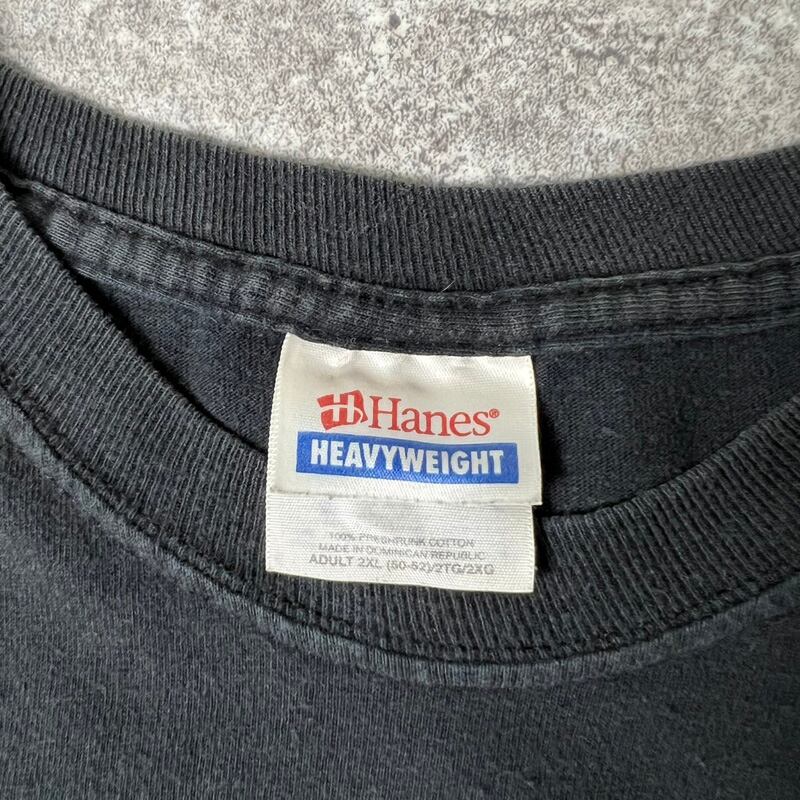 H Hanes®
HEAVYWEIGHT
100% PRESHRUNK COTTON
MADE IN DOMINICAN REPUBLIC
ADULT 2XL (50-52)/2TG/2XG